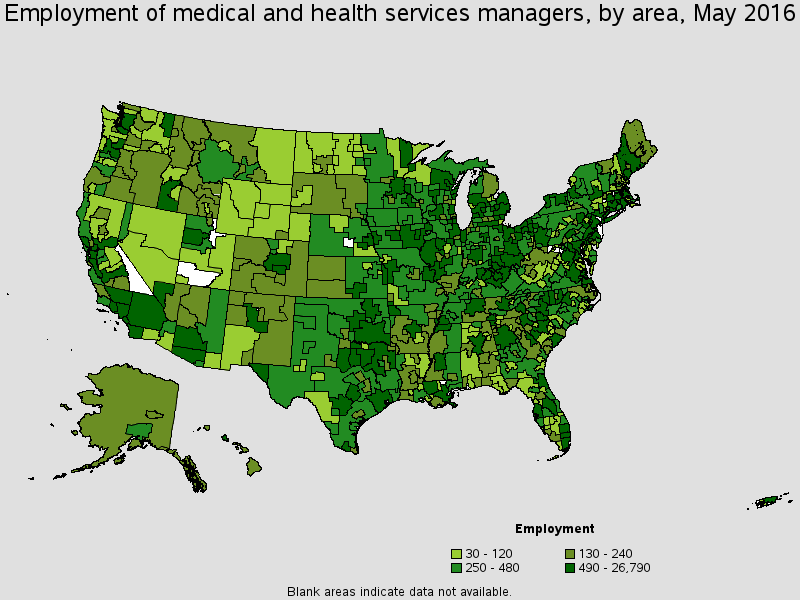 Employment of medical and health services managers, by area, May 2016
Employment
30 - 120 130 - 240
250 - 480 490 - 26,790
Blank areas indicate data not available.